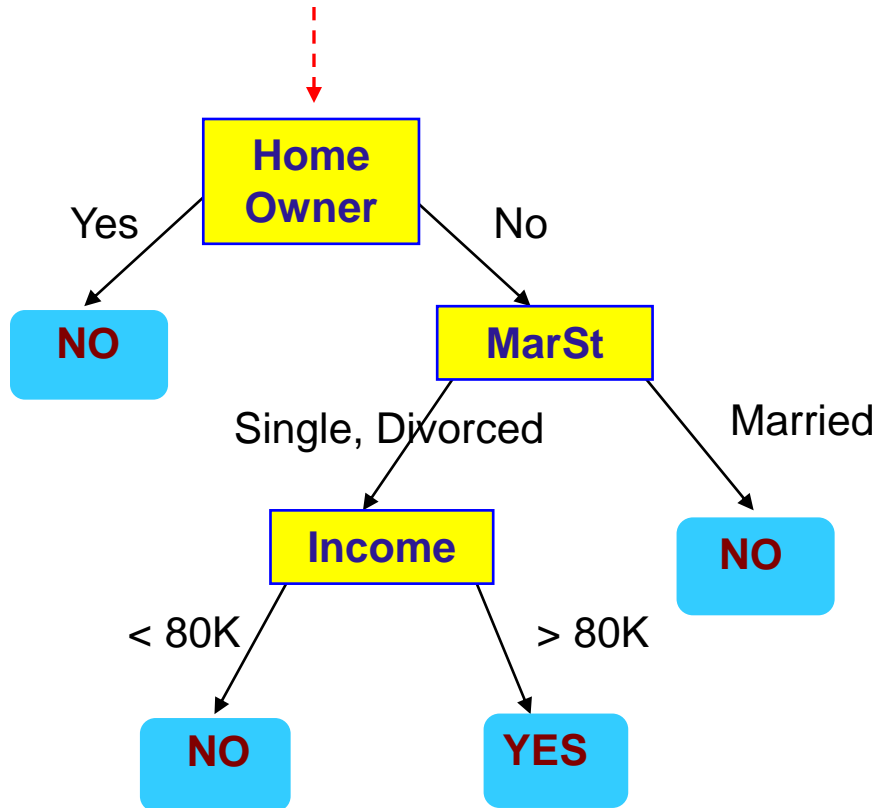 Home
Owner
Yes
No
NO
MarSt
Single, Divorced
Married
Income
NO
< 80K
> 80K
NO
YES